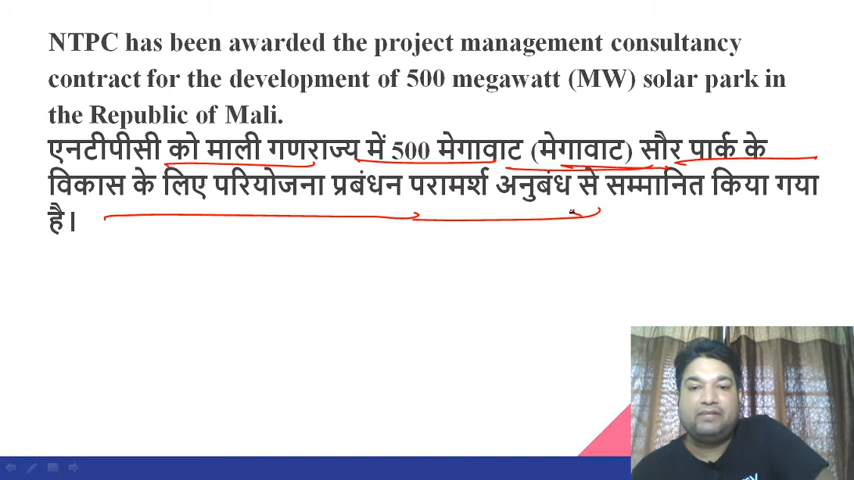 NTPC has been awarded the project management consultancy
contract for the development of 500 megawatt (MW) solar park in
the Republic of Mali.
एनटीपीसी को माली गणराज्य में 500 मेगावाट (मेगावाट) सौर पार्क के
विकास के लिए परियोजना प्रबंधन परामर्श अनुबंध से सम्मानित किया गया
है।